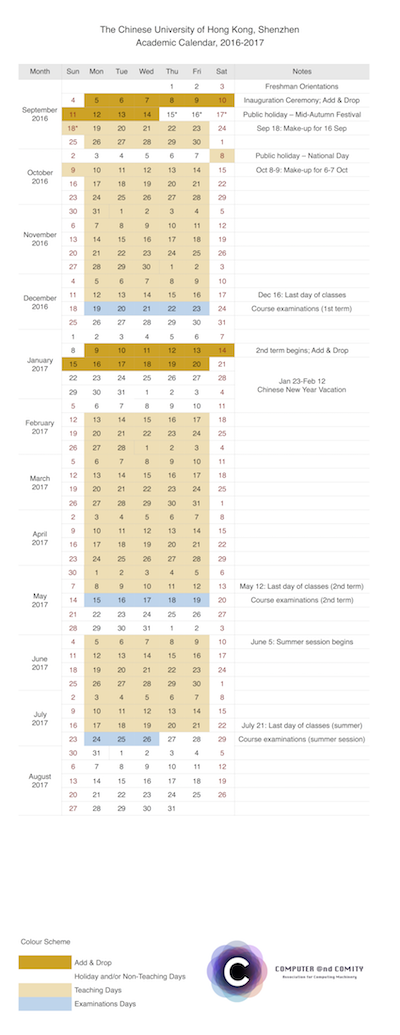 The Chinese University of Hong Kong, Shenzhen
Academic Calendar, 2016-2017
Month Sun Mon Tue Wed Thu Fri Sat Notes
1 2 3 Freshman Orientations
September 2016
4 5 6 7 8 9 10 Inauguration Ceremony; Add & Drop
11 12 13 14 15* 16* 17* Public holiday – Mid-Autumn Festival
18* 19 20 21 22 23 24 Sep 18: Make-up for 16 Sep
25 26 27 28 29 30 1
October 2016
2 3 4 5 6 7 8 Public holiday – National Day
9 10 11 12 13 14 15 Oct 8-9: Make-up for 6-7 Oct
16 17 18 19 20 21 22
23 24 25 26 27 28 29
November 2016
30 31 1 2 3 4 5
6 7 8 9 10 11 12
13 14 15 16 17 18 19
20 21 22 23 24 25 26
27 28 29 30 1 2 3
December 2016
4 5 6 7 8 9 10
11 12 13 14 15 16 17 Dec 16: Last day of classes
18 19 20 21 22 23 24 Course examinations (1st term)
25 26 27 28 29 30 31
January 2017
1 2 3 4 5 6 7
8 9 10 11 12 13 14 2nd term begins; Add & Drop
15 16 17 18 19 20 21
22 23 24 25 26 27 28 Jan 23-Feb 12
29 30 31 1 2 3 4 Chinese New Year Vacation
February 2017
5 6 7 8 9 10 11
12 13 14 15 16 17 18
19 20 21 22 23 24 25
26 27 28 1 2 3 4
March 2017
5 6 7 8 9 10 11
12 13 14 15 16 17 18
19 20 21 22 23 24 25
26 27 28 29 30 31 1
April 2017
2 3 4 5 6 7 8
9 10 11 12 13 14 15
16 17 18 19 20 21 22
23 24 25 26 27 28 29
May 2017
30 1 2 3 4 5 6
7 8 9 10 11 12 13 May 12: Last day of classes (2nd term)
14 15 16 17 18 19 20 Course examinations (2nd term)
21 22 23 24 25 26 27
28 29 30 31 1 2 3
June 2017
4 5 6 7 8 9 10 June 5: Summer session begins
11 12 13 14 15 16 17
18 19 20 21 22 23 24
25 26 27 28 29 30 1
July 2017
2 3 4 5 6 7 8
9 10 11 12 13 14 15
16 17 18 19 20 21 22 July 21: Last day of classes (summer)
23 24 25 26 27 28 29 Course examinations (summer session)
August 2017
30 31 1 2 3 4 5
6 7 8 9 10 11 12
13 14 15 16 17 18 19
20 21 22 23 24 25 26
27 28 29 30 31
Colour Scheme
Add & Drop
Holiday and/or Non-Teaching Days
Teaching Days
Examinations Days
C
COMPUTER @nd COMITY
Association for Computing Machinery